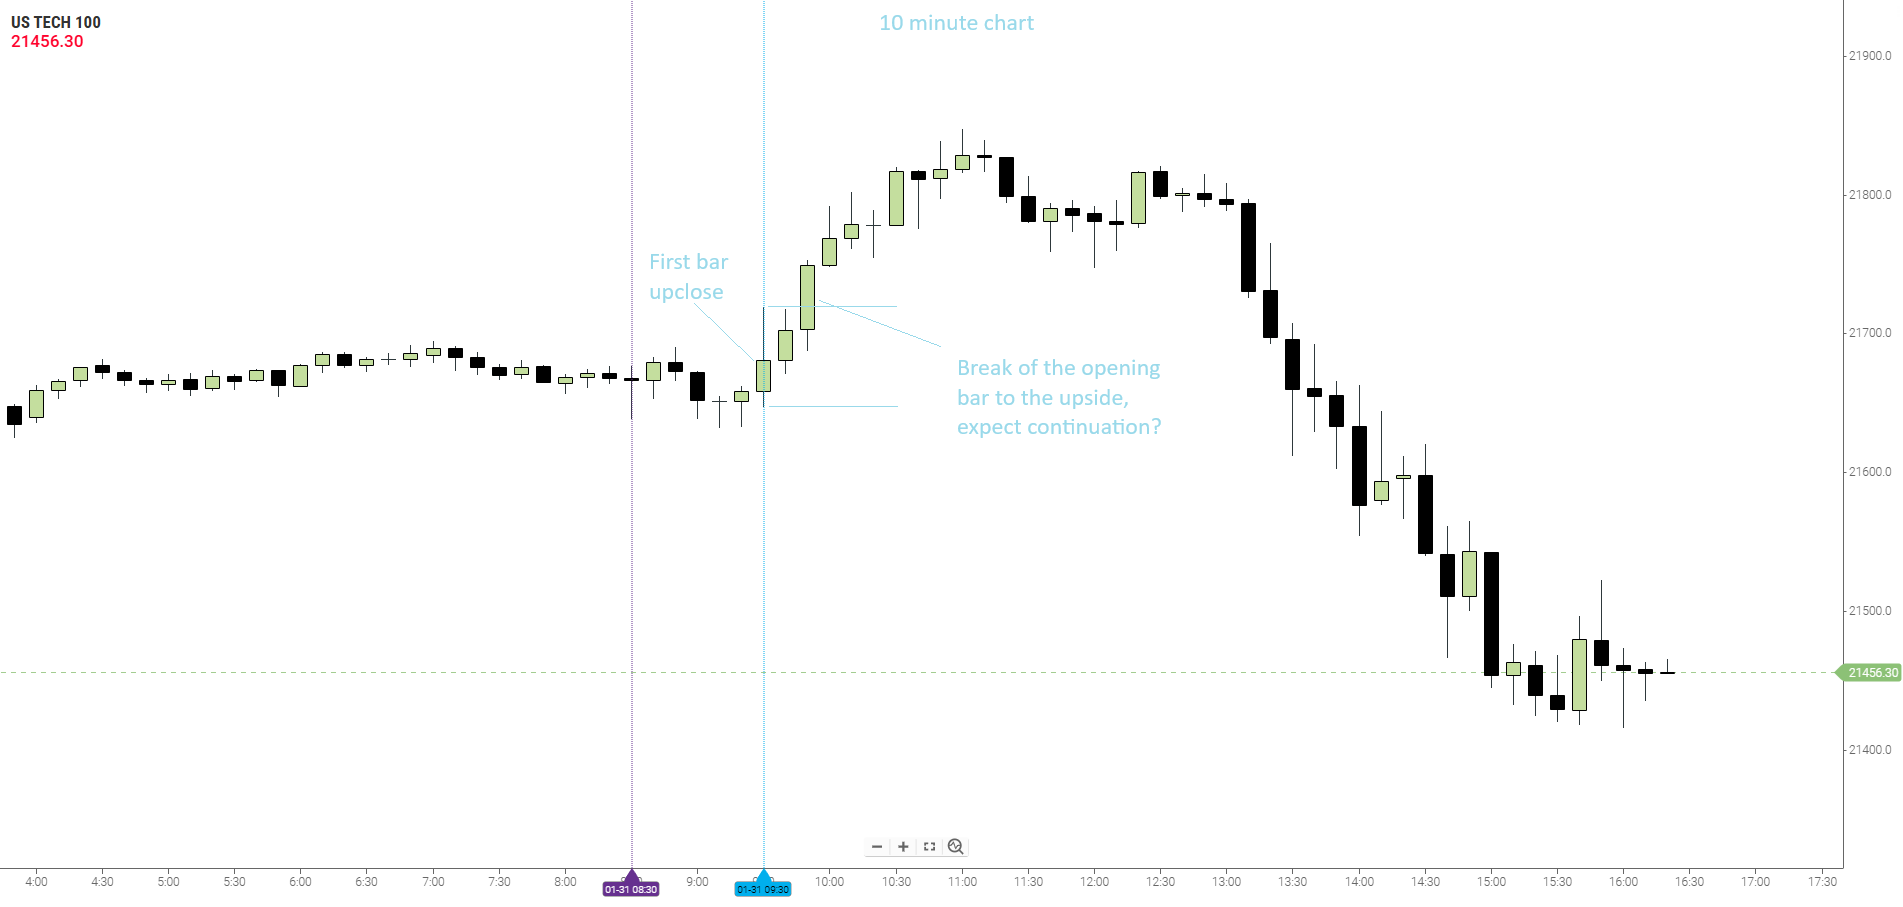 US TECH 100
21456.30
10 minute chart
21900.0
21800.0
First bar
upclose
21700.0
Break of the opening
bar to the upside,
expect continuation?
21600.0
21500.0
21456.30
21400.0
4:00 4:30 5:00 5:30 6:00 6:30 7:00 7:30 8:00 9:00 10:00 10:30 11:00 11:30 12:00 12:30 13:00 13:30 14:00 14:30 15:00 15:30 16:00 16:30 17:00 17:30
01-31 08:30 01-31 09:30